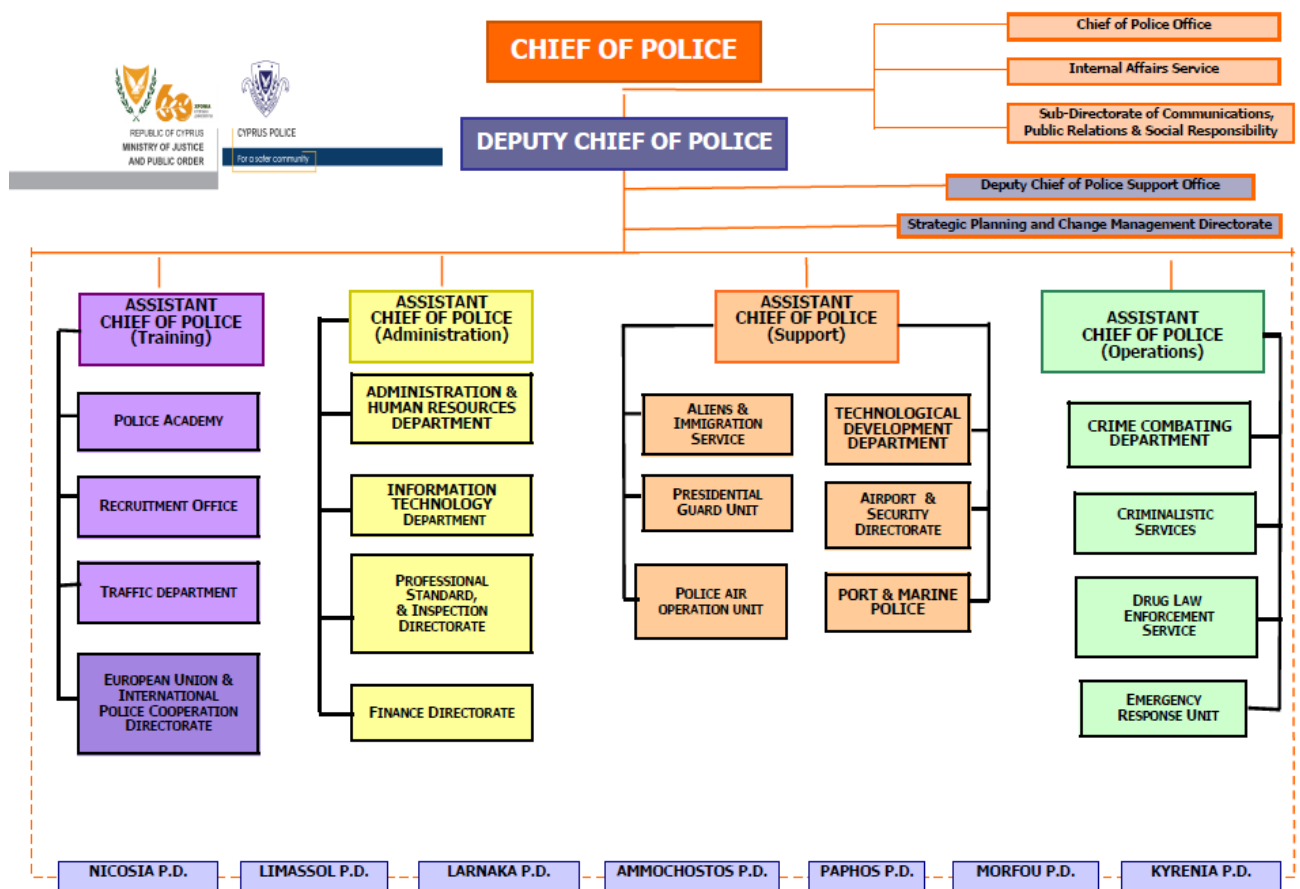 CHIEF OF POLICE
Chief of Police Office
Internal Affairs Service
Sub-Directorate of Communications,
Public Relations & Social Responsibility
REPUBLIC OF CYPRUS
MINISTRY OF JUSTICE
AND PUBLIC ORDER
CYPRUS POLICE
For a safer community
DEPUTY CHIEF OF POLICE
Deputy Chief of Police Support Office
Strategic Planning and Change Management Directorate
ASSISTANT
CHIEF OF POLICE
(Training)
POLICE ACADEMY
RECRUITMENT OFFICE
TRAFFIC DEPARTMENT
EUROPEAN UNION &
INTERNATIONAL
POLICE COOPERATION
DIRECTORATE
ASSISTANT
CHIEF OF POLICE
(Administration)
ADMINISTRATION &
HUMAN RESOURCES
DEPARTMENT
INFORMATION
TECHNOLOGY
DEPARTMENT
PROFESSIONAL
STANDARD,
& INSPECTION
DIRECTORATE
FINANCE DIRECTORATE
ASSISTANT
CHIEF OF POLICE
(Support)
ALIENS &
IMMIGRATION
SERVICE
PRESIDENTIAL
GUARD UNIT
POLICE AIR
OPERATION UNIT
TECHNOLOGICAL
DEVELOPMENT
DEPARTMENT
AIRPORT &
SECURITY
DIRECTORATE
PORT & MARINE
POLICE
ASSISTANT
CHIEF OF POLICE
(Operations)
CRIME COMBATING
DEPARTMENT
CRIMINALISTIC
SERVICES
DRUG LAW
ENFORCEMENT
SERVICE
EMERGENCY
RESPONSE UNIT
NICOSIA P.D.
LIMASSOL P.D.
LARNAKA P.D.
AMMOCHOSTOS P.D.
PAPHOS P.D.
MORFOU P.D.
KYRENIA P.D.